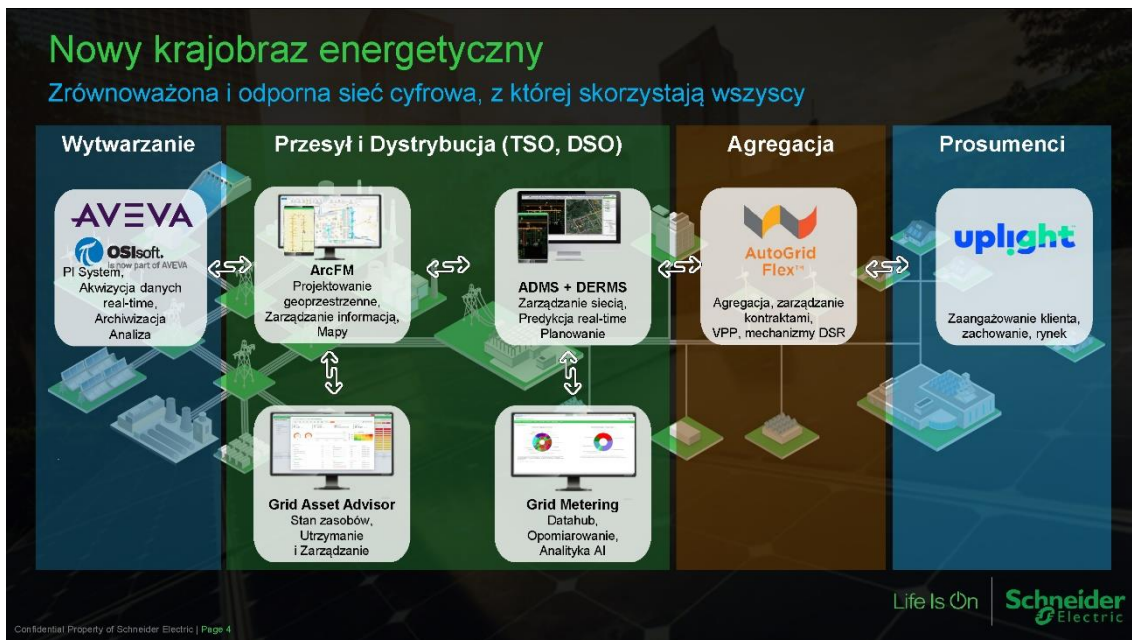 Nowy krajobraz energetyczny
Zrównoważona i odporna sieć cyfrowa, z której skorzystają wszyscy
Wytwarzanie
AVEVA
OSIsoft.
is now part of AVEVA
PI System,
Akwizycja danych
real-time,
Archiwizacja
Analiza
Przesył i Dystrybucja (TSO, DSO)
ArcFM
Projektowanie
geoprzestrzenne,
Zarządzanie informacją,
Mapy
ADMS + DERMS
Zarządzanie siecią,
Predykcja real-time
Planowanie
Grid Asset Advisor
Stan zasobów,
Utrzymanie
i Zarządzanie
Grid Metering
Datahub,
Opomiarowanie,
Analityka AI
Agregacja
AutoGrid
Flex™
Agregacja, zarządzanie
kontraktami,
VPP, mechanizmy DSR
Prosumenci
uplight
Zaangażowanie klienta,
zachowanie, rynek
Life Is On
Schneider
Electric
Confidential Property of Schneider Electric | Page 4